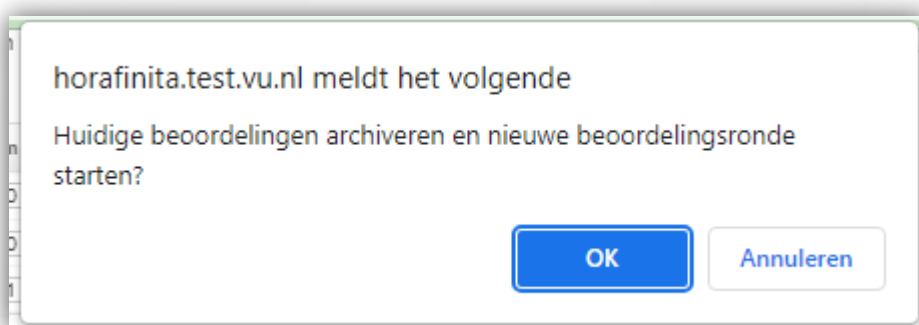 horafinita.test.vu.nl meldt het volgende
Huidige beoordelingen archiveren en nieuwe beoordelingsronde
starten?
OK
Annuleren